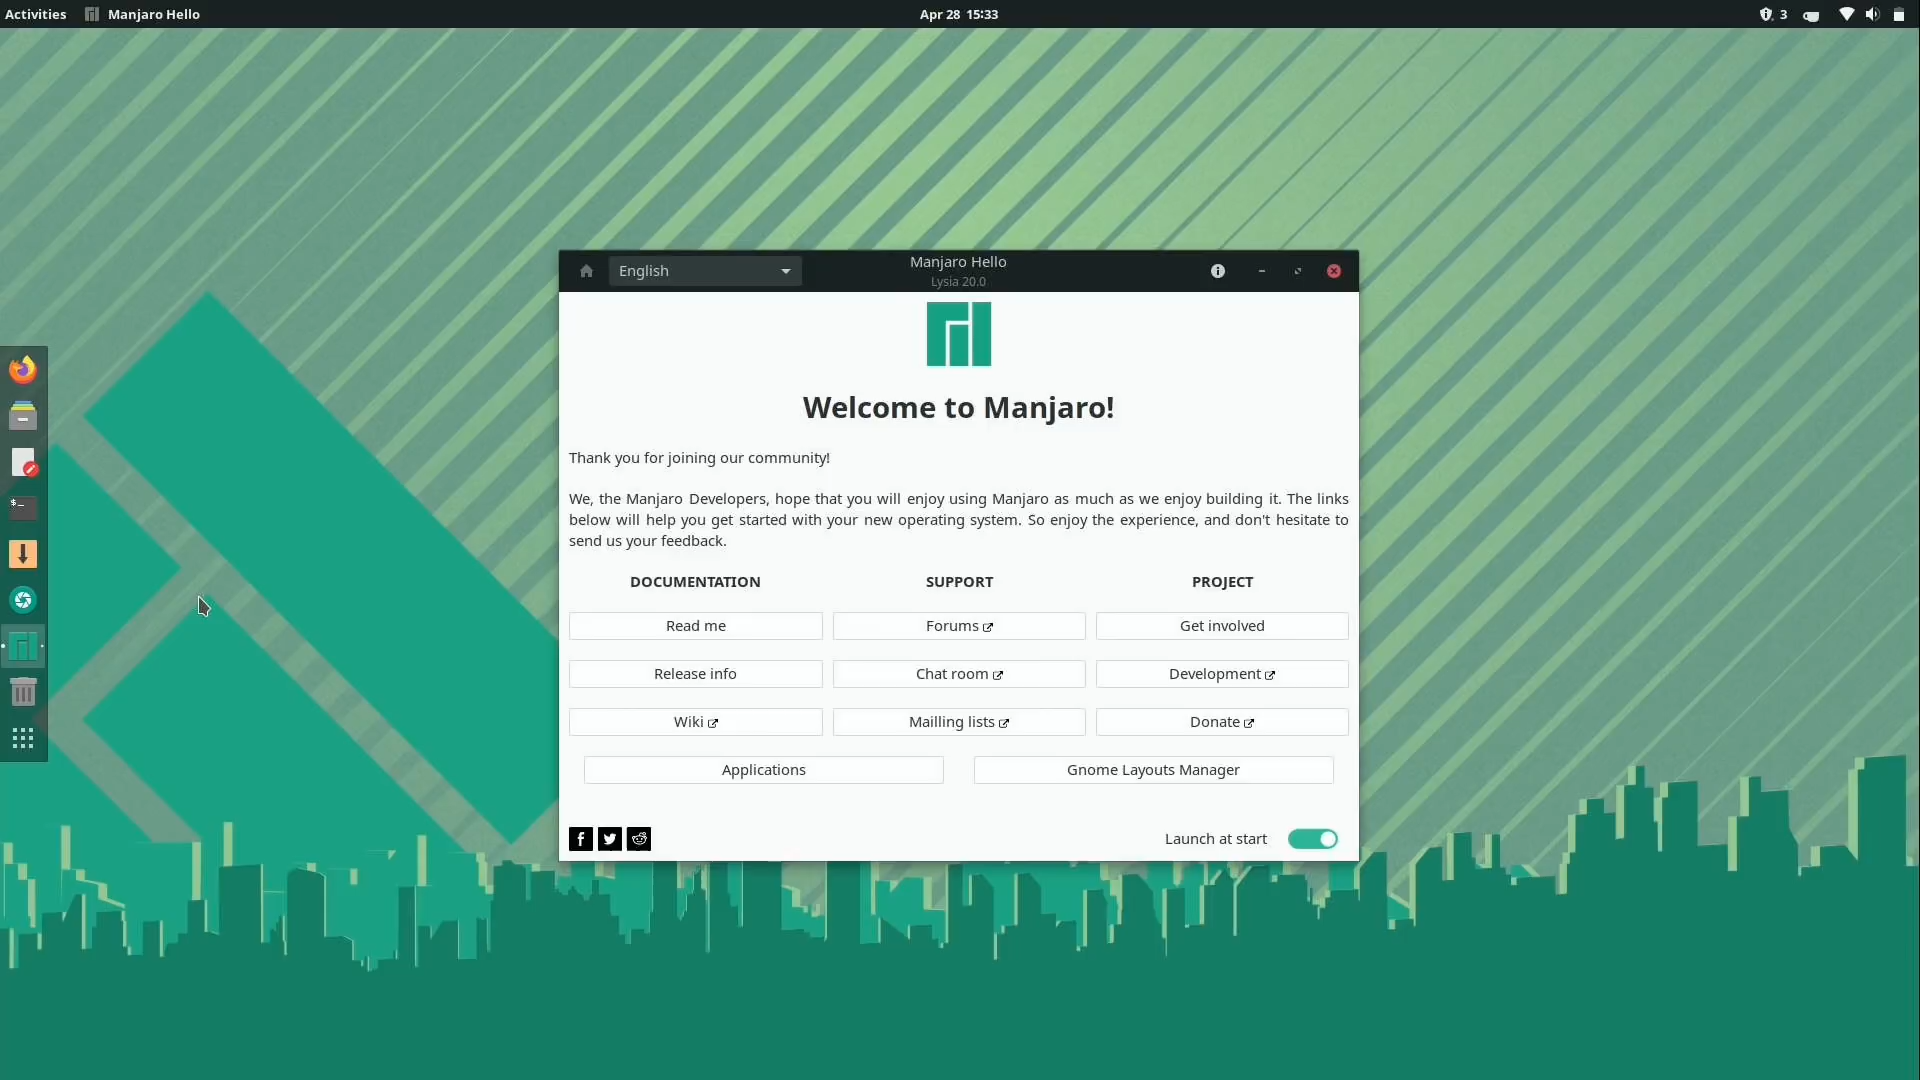 Activities Manjaro Hello Apr 28 15:33 3
English Manjaro Hello
Lysia 20.0
Welcome to Manjaro!
Thank you for joining our community!
We, the Manjaro Developers, hope that you will enjoy using Manjaro as much as we enjoy building it. The links
below will help you get started with your new operating system. So enjoy the experience, and don't hesitate to
send us your feedback.
DOCUMENTATION SUPPORT PROJECT
Read me Forums Get involved
Release info Chat room Development
Wiki Mailling lists Donate
Applications Gnome Layouts Manager
Launch at start